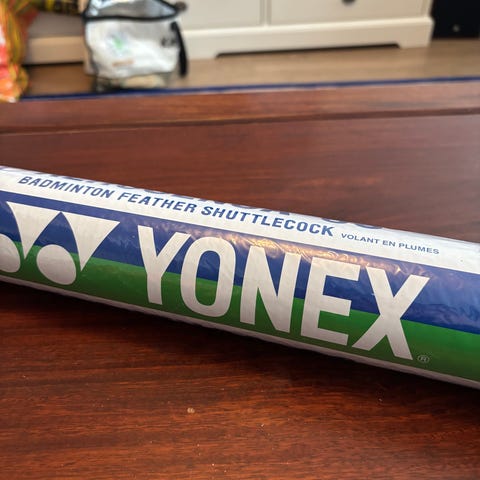 BADMINTON FEATHER SHUTTLECOCK VOLANT EN PLUMES
YONEX ®